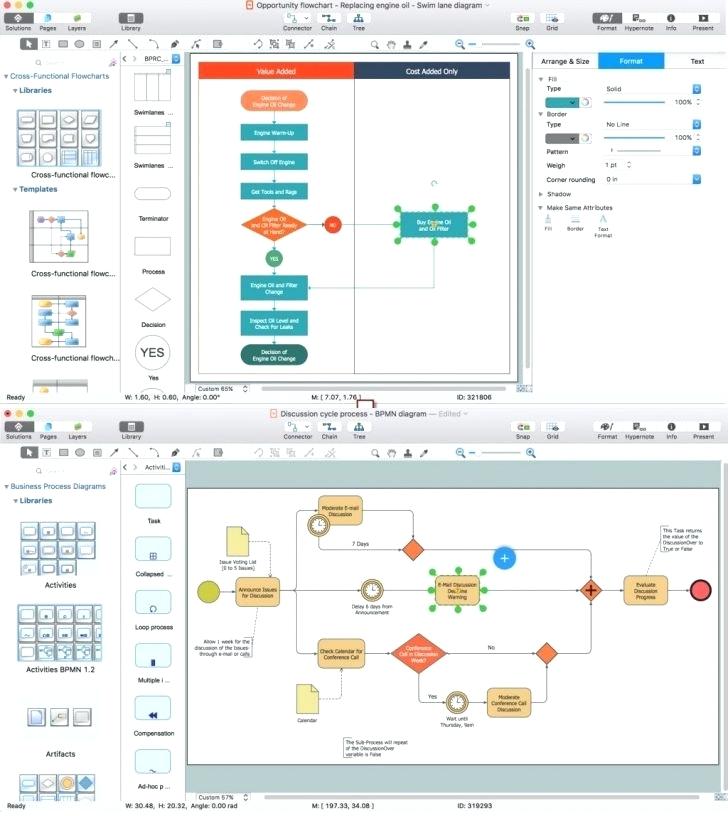 Opportunity flowchart - Replacing engine oil - Swim lane diagram
Solutions Pages Layers Library Connector Chain Tree Snap Grid Format Hypernote Info Present
Cross-Functional Flowcharts
Libraries
Cross-functional flowc...
Templates
Cross-functional flowc...
Cross-functional flowch...
BPRC_...
Swimlanes ...
Swimlanes ...
Terminator
Process
Decision
YES
Yes
Value Added
Cost Added Only
Decision of
Engine Oil Change
Engine Warm-Up
Switch Off Engine
Get Tools and Rags
Engine Oil
and Oil Filter Ready
at Hand?
NO
Buy Engine Oil
and Oil Filter
YES
Engine Oil and Filter
Change
Inspect Oil Level and
Check For Leaks
Decision of
Engine Oil Change
Custom 65%
Arrange & Size Format Text
Fill
Type Solid
100%
Border
Type No Line
100%
Pattern
Weigh 1 pt
Corner rounding 0 in
Shadow
Make Same Attributes
Fill Border Text
Format
Ready W: 1.60, H: 0.60, Angle: 0.00° M: [ 7.07, 1.76 ] ID: 321806
Discussion cycle process - BPMN diagram — Edited
Solutions Pages Layers Library Connector Chain Tree Snap Grid Format Hypernote Info Present
Business Process Diagrams
Libraries
Activities
Activities BPMN 1.2
Artifacts
Activiti...
Task
Collapsed ...
Loop process
Multiple i ...
Compensation
Ad-hoc p ...
Moderate E-mail
Discussion
7 Days
Issue Voting List
[0 to 5 Issues]
Announce Issues
for Discussion
Delay 6 days from
Announcement
E-Mail Discussion
Deadline
Warning
This Task returns
the value of the
DiscussionOver to
True or False
Evaluate
Discussion
Progress
Allow 1 week for the
discussion of the Issues-
through e-mail or calls
Check Calendar for
Conference Call
Conference
Call in Discussion
Week?
No
Yes
Calendar
Wait until
Thursday, 9am
Moderate
Conference Call
Discussion
The Sub-Process will repeat
of the DiscussionOver
variable is False
Custom 57%
Ready W: 30.48, H: 20.32, Angle: 0.00 rad M: [ 197.33, 34.08 ] ID: 319293